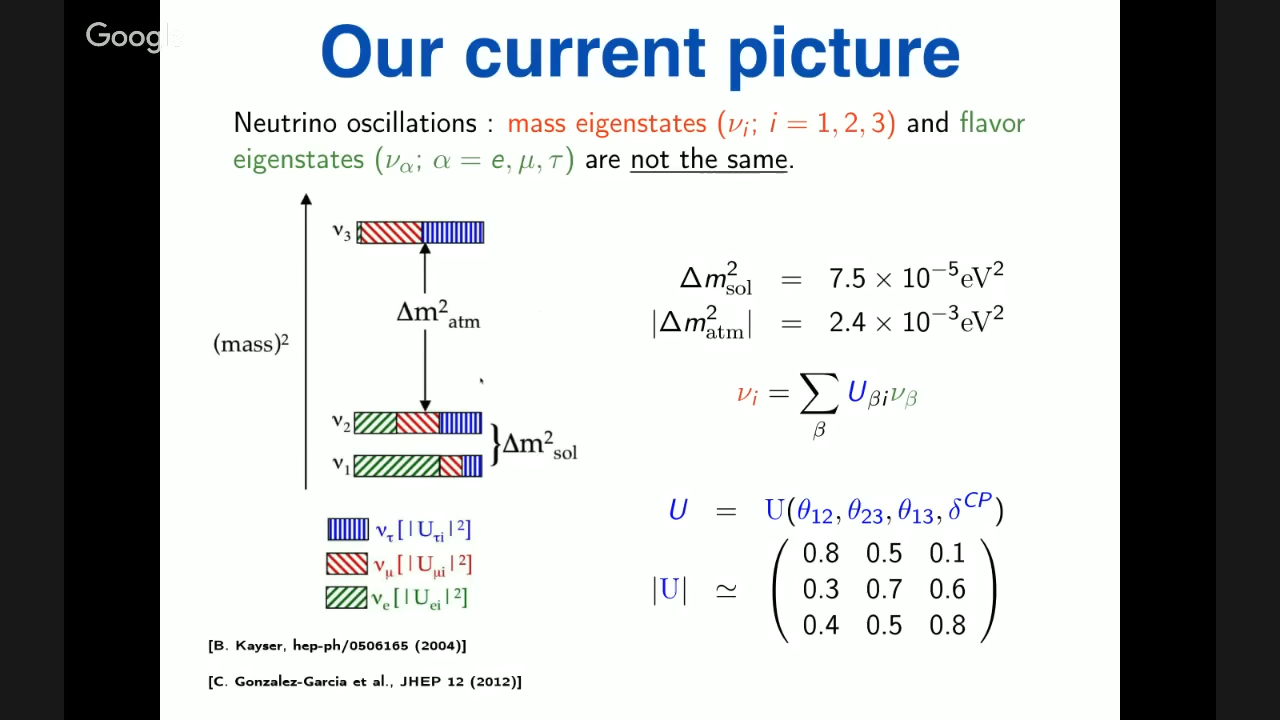 Google
Our current picture
Neutrino oscillations : mass eigenstates (νᵢ; i = 1, 2, 3) and flavor
eigenstates (να; α = e, μ, τ) are not the same.
ν₃
Δm²atm
(mass)²
ν₂
ν₁
}Δm²sol
ντ[|Uτi|²]
νμ[|Uμi|²]
νe[|Uei|²]
Δm²sol = 7.5 × 10⁻⁵eV²
|Δm²atm| = 2.4 × 10⁻³eV²
νᵢ = ∑β Uβiνβ
U = U(θ₁₂, θ₂₃, θ₁₃, δᶜᴾ)
|U| ≃
0.8 0.5 0.1
0.3 0.7 0.6
0.4 0.5 0.8
[B. Kayser, hep-ph/0506165 (2004)]
[C. Gonzalez-Garcia et al., JHEP 12 (2012)]